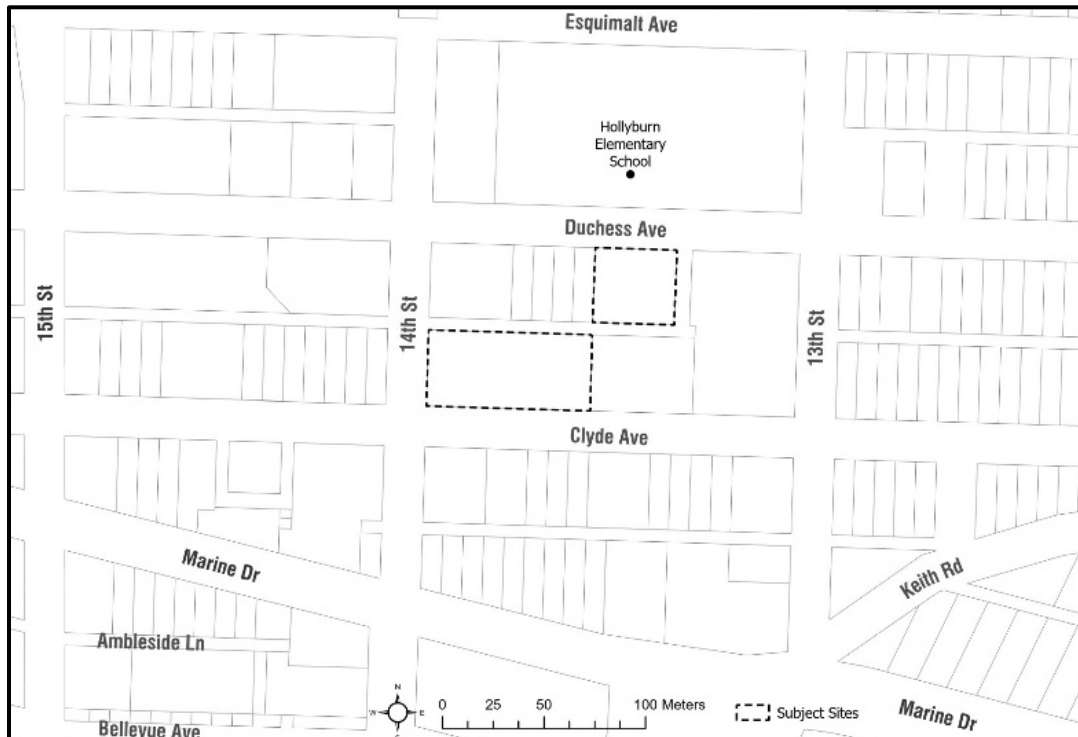 Esquimalt Ave
Hollyburn
Elementary
School
Duchess Ave
15th St
14th St
13th St
Clyde Ave
Marine Dr
Keith Rd
Ambleside Ln
N
W
E
0 50 100 Meters
Subject Sites
Marine Dr
Bellevue Ave